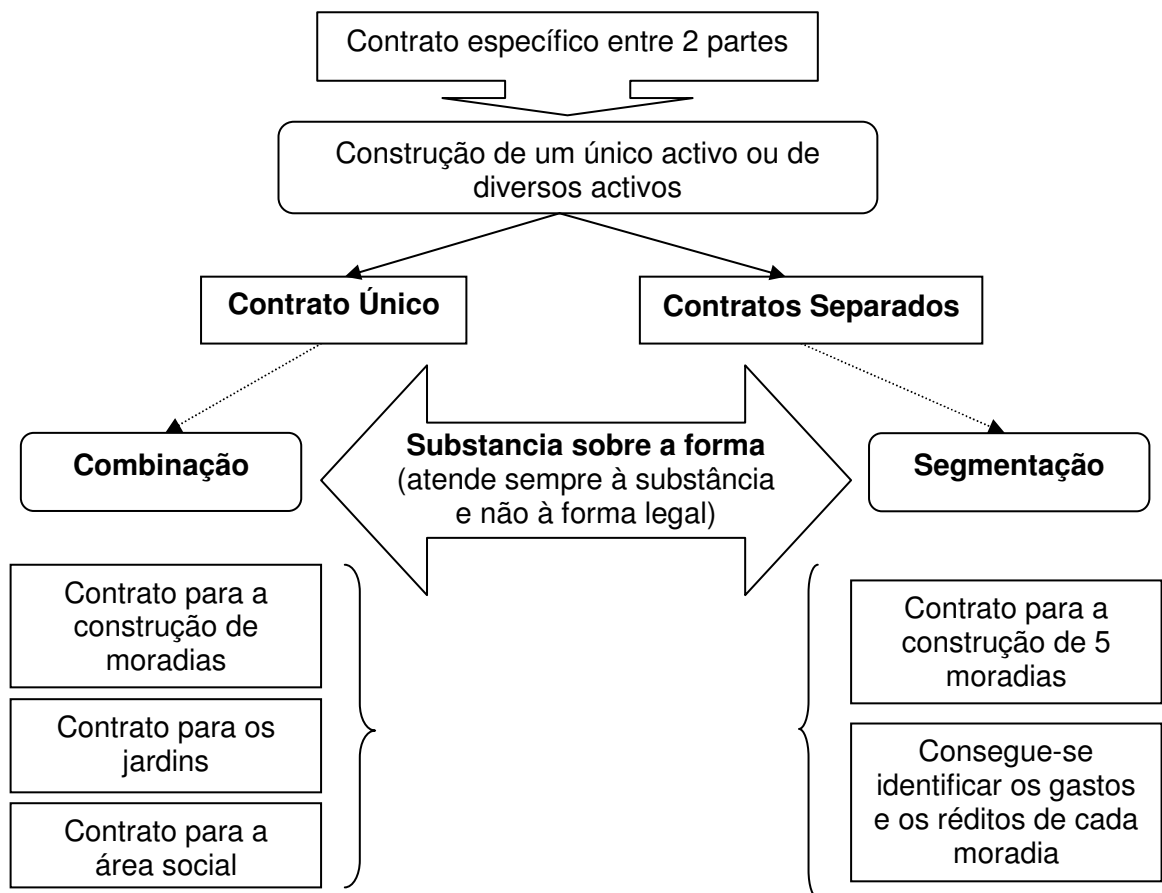 Contrato específico entre 2 partes
Construção de um único activo ou de
diversos activos
Contrato Único
Contratos Separados
Combinação
Substancia sobre a forma
(atende sempre à substância
e não à forma legal)
Segmentação
Contrato para a
construção de
moradias
Contrato para os
jardins
Contrato para a
área social
Contrato para a
construção de 5
moradias
Consegue-se
identificar os gastos
e os réditos de cada
moradia